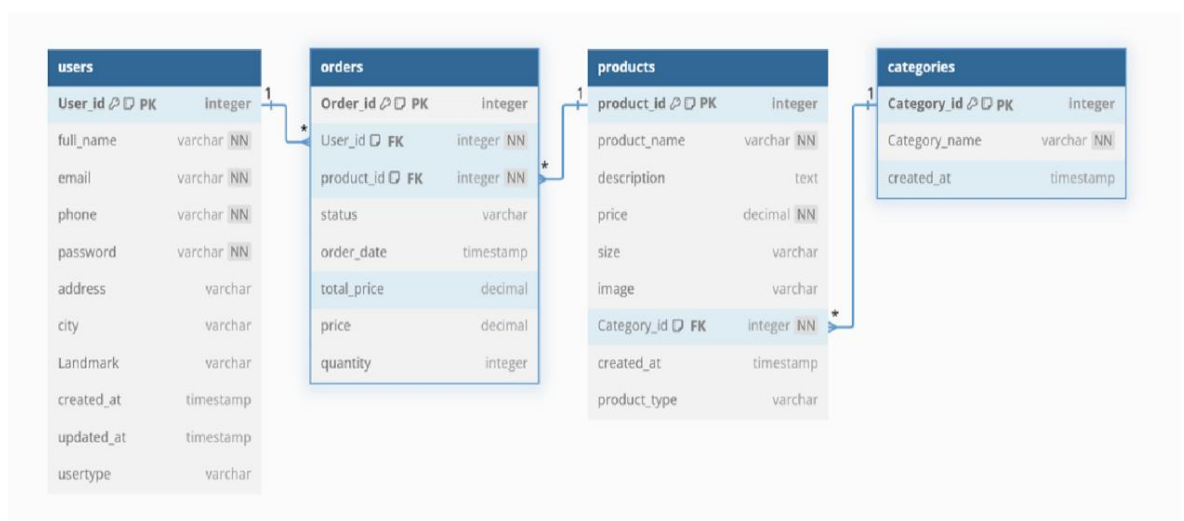 users
User_id PK integer
full_name varchar NN
email varchar NN
phone varchar NN
password varchar NN
address varchar
city varchar
Landmark varchar
created_at timestamp
updated_at timestamp
usertype varchar
1
*
orders
Order_id PK integer
User_id FK integer NN
product_id FK integer NN
status varchar
order_date timestamp
total_price decimal
price decimal
quantity integer
*
1
products
product_id PK integer
product_name varchar NN
description text
price decimal NN
size varchar
image varchar
Category_id FK integer NN
created_at timestamp
product_type varchar
*
1
categories
Category_id PK integer
Category_name varchar NN
created_at timestamp